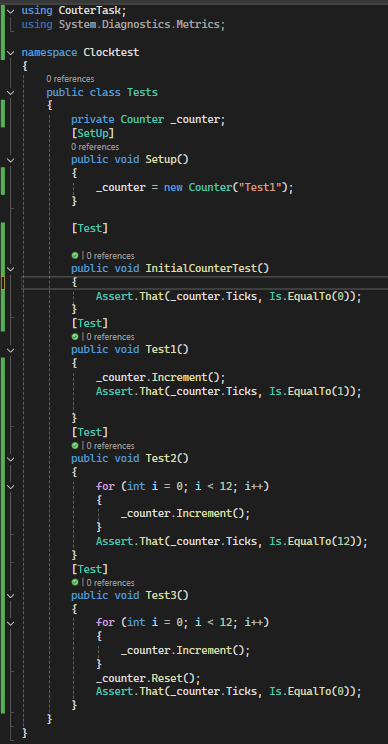 using CouterTask;
using System.Diagnostics.Metrics;
namespace Clocktest
{
0 references
public class Tests
{
private Counter _counter;
[SetUp]
0 references
public void Setup()
{
_counter = new Counter("Test1");
}
[Test]
| 0 references
public void InitialCounterTest()
{
Assert.That(_counter.Ticks, Is.EqualTo(0));
}
[Test]
| 0 references
public void Test1()
{
_counter.Increment();
Assert.That(_counter.Ticks, Is.EqualTo(1));
}
[Test]
| 0 references
public void Test2()
{
for (int i = 0; i < 12; i++)
{
_counter.Increment();
}
Assert.That(_counter.Ticks, Is.EqualTo(12));
}
[Test]
| 0 references
public void Test3()
{
for (int i = 0; i < 12; i++)
{
_counter.Increment();
}
_counter.Reset();
Assert.That(_counter.Ticks, Is.EqualTo(0));
}
}
}